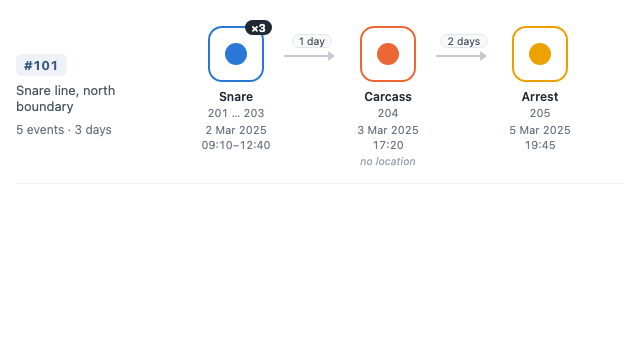 #101
Snare line, north
boundary
5 events · 3 days
×3
Snare
201 … 203
2 Mar 2025
09:10–12:40
1 day
Carcass
204
3 Mar 2025
17:20
no location
2 days
Arrest
205
5 Mar 2025
19:45